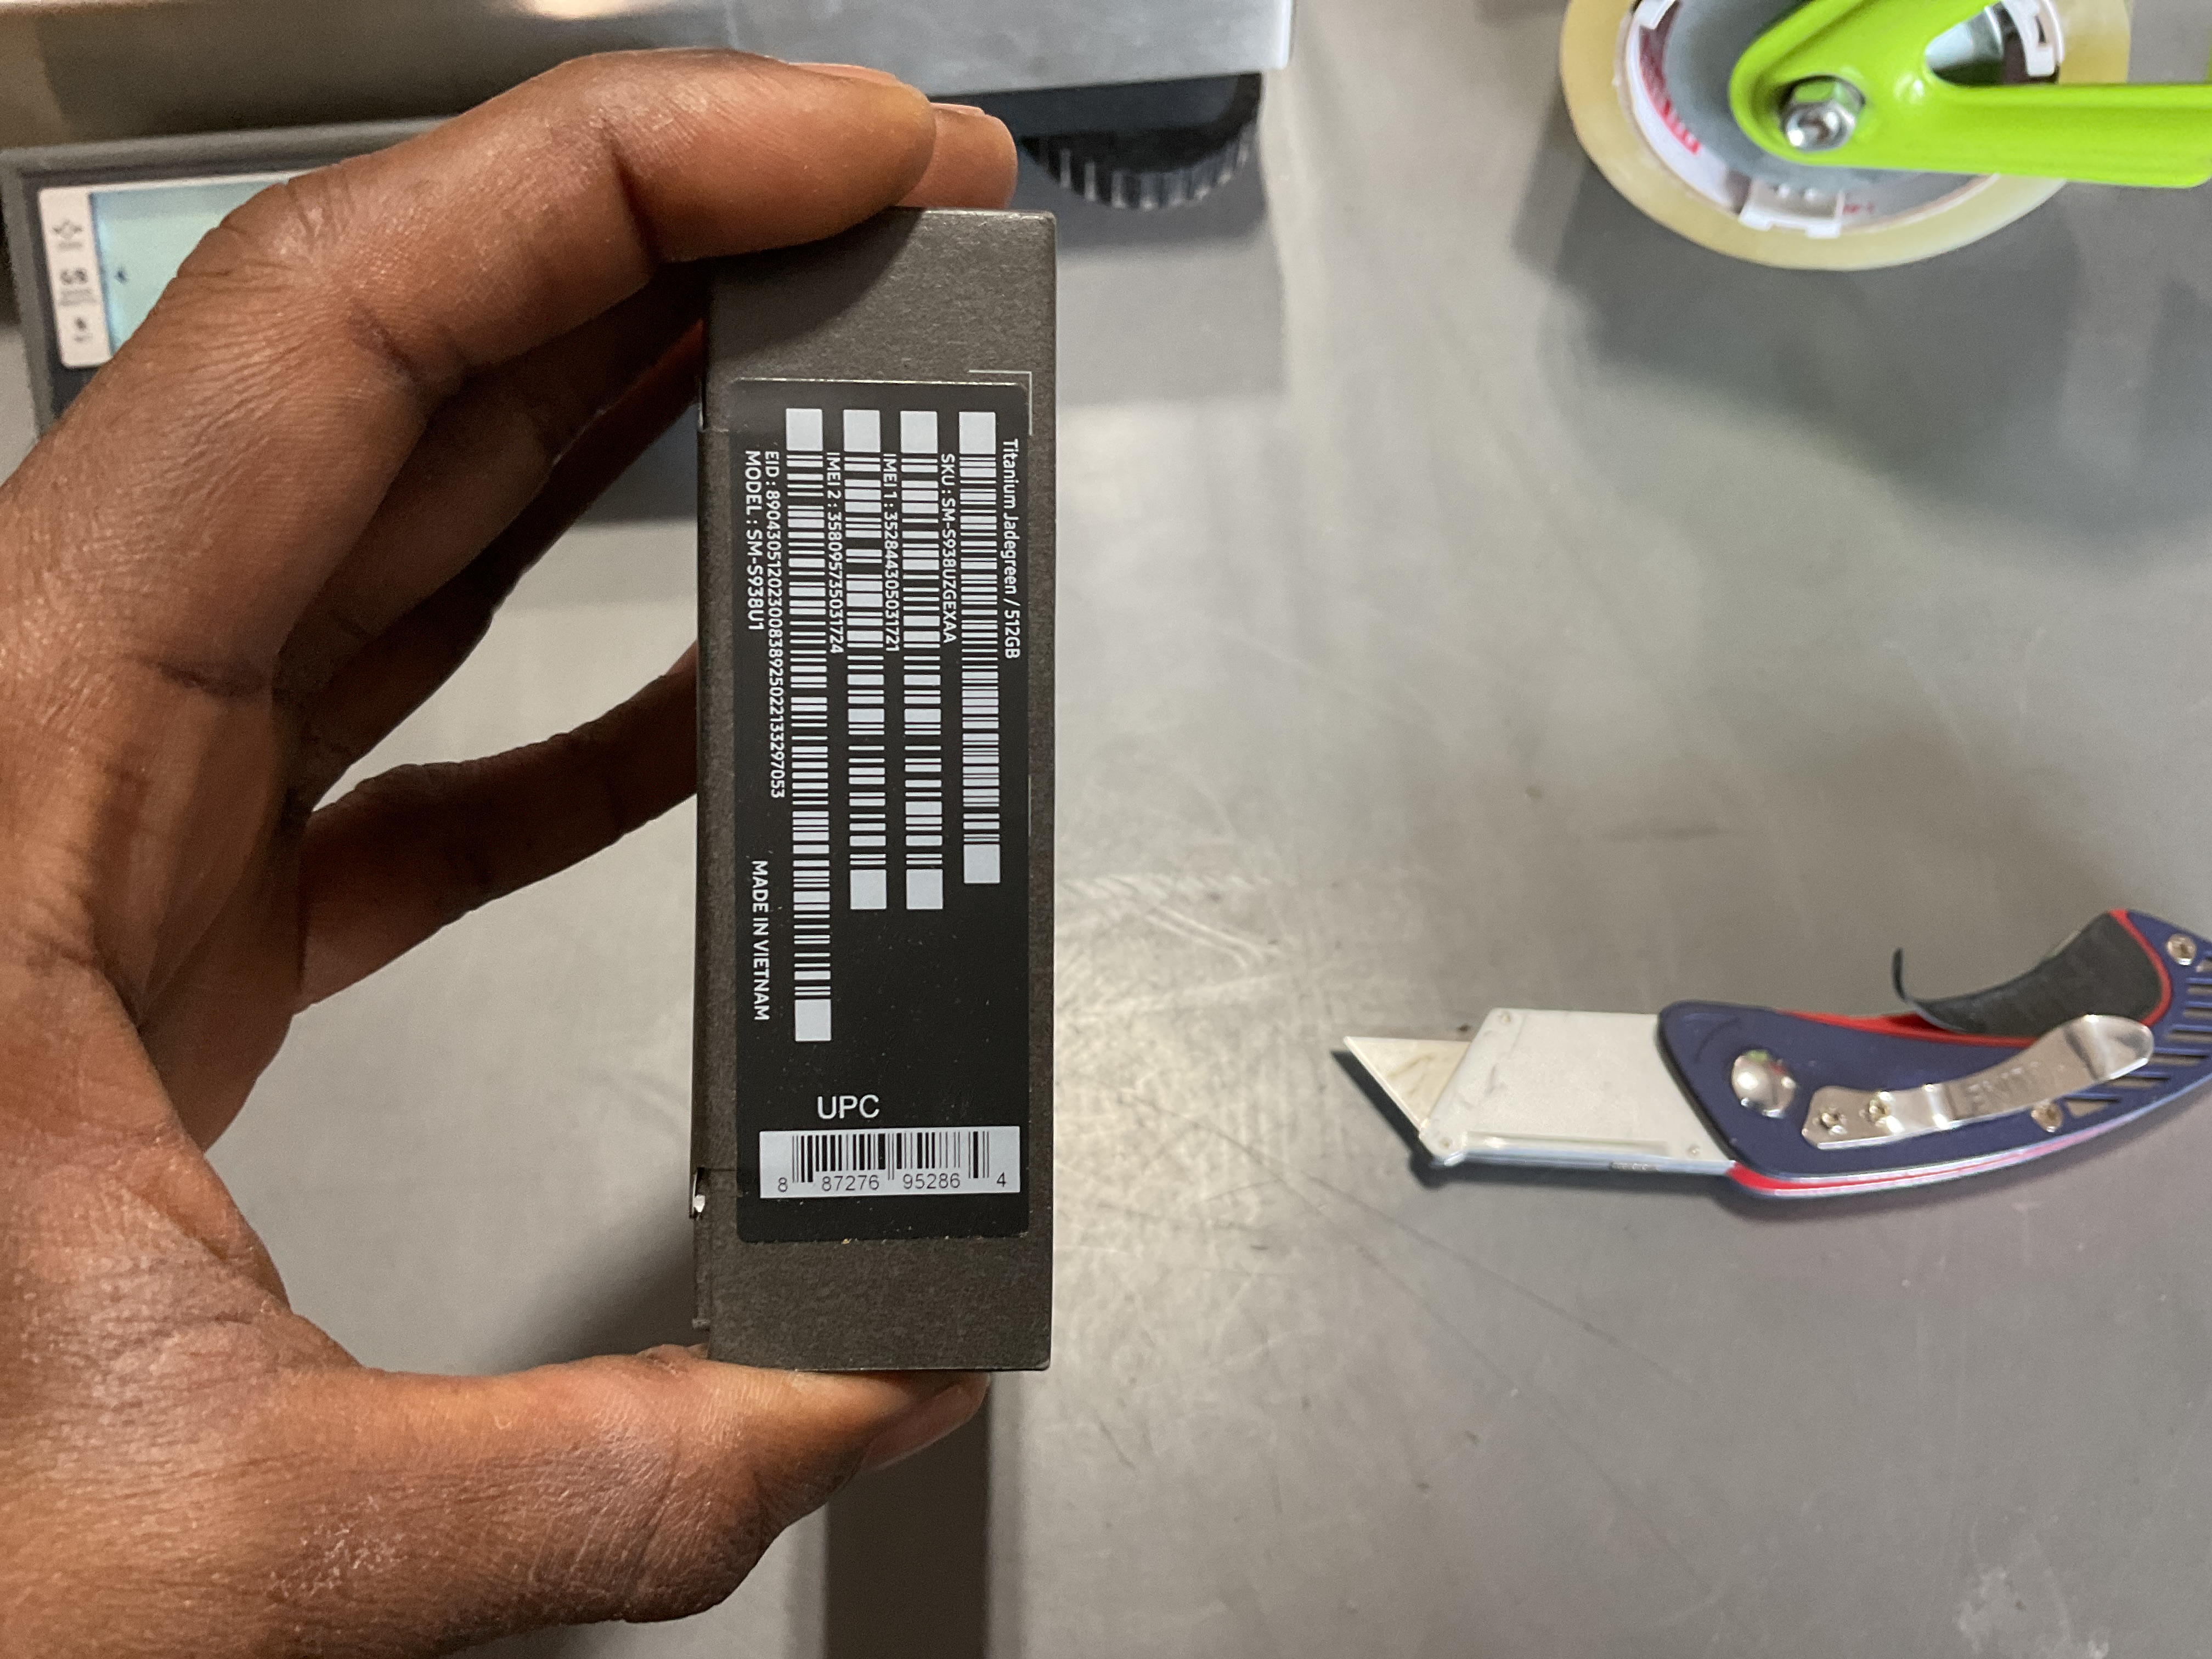 Titanium Jadegreen / 512GB
SKU : SM-S938UZGEXAA
IMEI 1 : 352844305031721
IMEI 2 : 358095735031724
EID : 89043051202300838925022133297053
MODEL : SM-S938U1
MADE IN VIETNAM
UPC
8 87276 95286 4